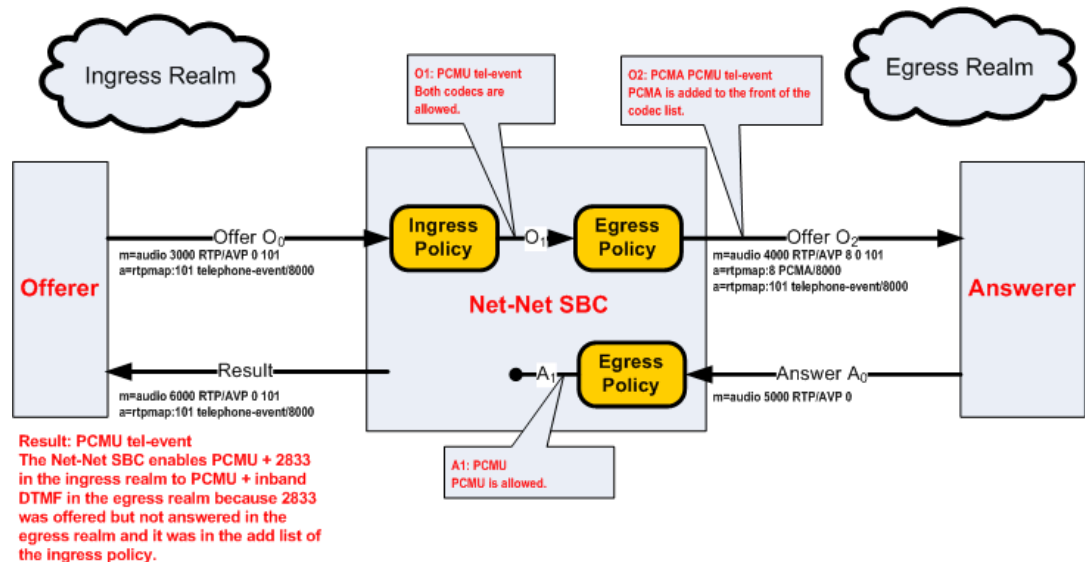 Ingress Realm
Egress Realm
O1: PCMU tel-event
Both codecs are
allowed.
O2: PCMA PCMU tel-event
PCMA is added to the front of the
codec list.
Offerer
Offer O0
m=audio 3000 RTP/AVP 0 101
a=rtpmap:101 telephone-event/8000
Ingress
Policy
O1
Egress
Policy
Offer O2
m=audio 4000 RTP/AVP 8 0 101
a=rtpmap:8 PCMA/8000
a=rtpmap:101 telephone-event/8000
Answerer
Net-Net SBC
Result
m=audio 6000 RTP/AVP 0 101
a=rtpmap:101 telephone-event/8000
A1
Egress
Policy
Answer A0
m=audio 5000 RTP/AVP 0
A1: PCMU
PCMU is allowed.
Result: PCMU tel-event
The Net-Net SBC enables PCMU + 2833
in the ingress realm to PCMU + inband
DTMF in the egress realm because 2833
was offered but not answered in the
egress realm and it was in the add list of
the ingress policy.